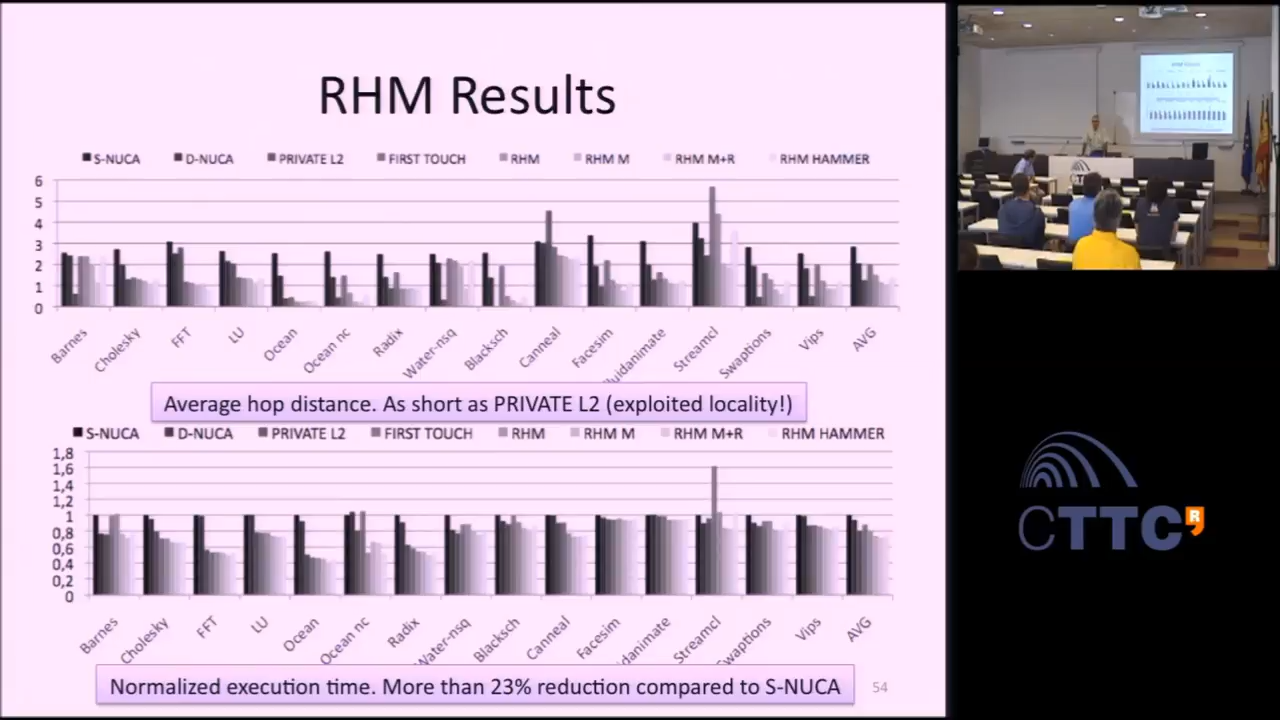 RHM Results
S-NUCA D-NUCA PRIVATE L2 FIRST TOUCH RHM RHM M RHM M+R RHM HAMMER
6
5
4
3
2
1
0
Barnes Cholesky FFT LU Ocean Ocean nc Radix Water-nsq Blacksch Canneal Facesim luidanimate Streamcl Swaptions Vips AVG
Average hop distance. As short as PRIVATE L2 (exploited locality!)
S-NUCA D-NUCA PRIVATE L2 FIRST TOUCH RHM RHM M RHM M+R RHM HAMMER
1,8
1,6
1,4
1,2
1
0,8
0,6
0,4
0,2
0
Barnes Cholesky FFT LU Ocean Ocean nc Radix Water-nsq Blacksch Canneal Facesim idanimate Streamcl Swaptions Vips AVG
Normalized execution time. More than 23% reduction compared to S-NUCA
54
CTTC R